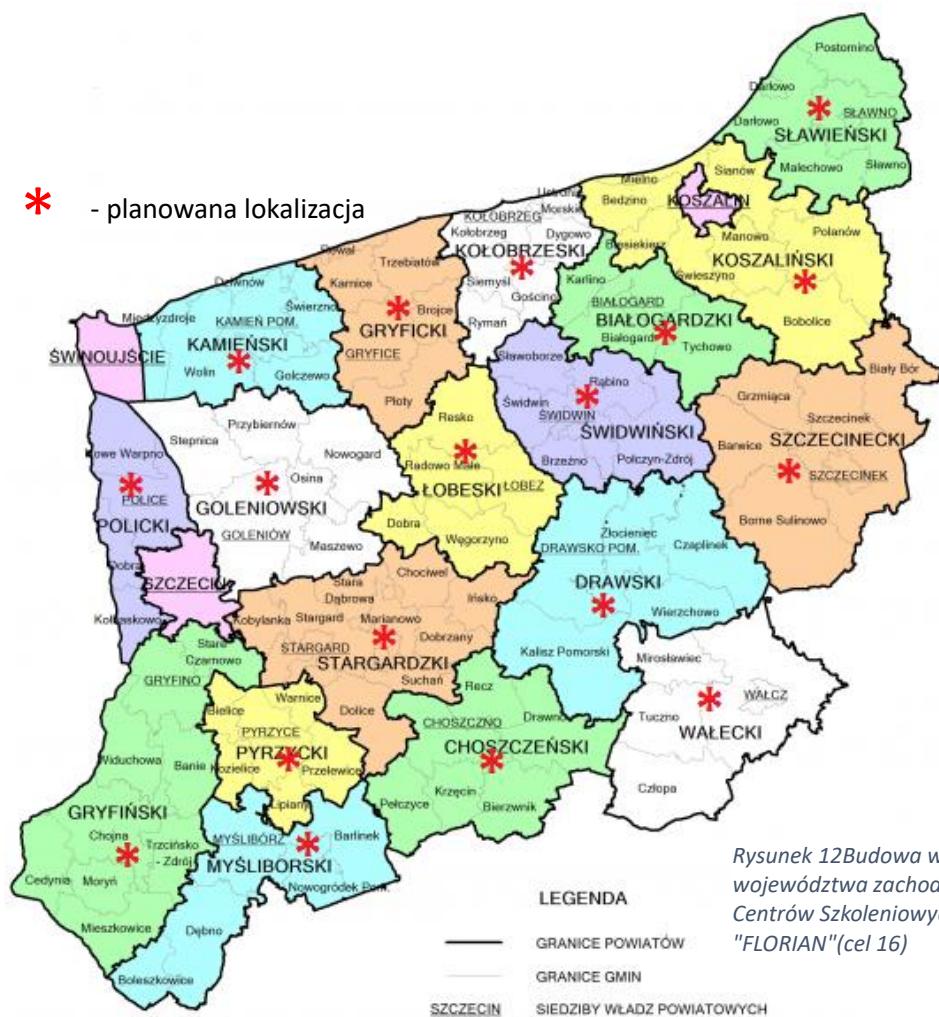 Postomino
Darłowo
Darłowo
SŁAWNO
SŁAWIEŃSKI
Malechowo
Sławno
* - planowana lokalizacja
Mielno
Sianów
Będzino
KOSZALIN
Biesiekierz
Manowo
Polanów
KOSZALIŃSKI
Świeszyno
Bobolice
KOŁOBRZEG
Kołobrzeg
Dygowo
KOŁOBRZESKI
Siemyśl
Gościno
Rymań
Karlino
BIAŁOGARD
BIAŁOGARDZKI
Białogard
Tychowo
Trzebiatów
Karnice
Brojce
GRYFICKI
GRYFICE
Płoty
Dziwnów
Świerzno
Międzyzdroje
KAMIEŃ POM.
KAMIEŃSKI
Wolin
Golczewo
ŚWINOUJŚCIE
Sławoborze
Rąbino
Świdwin
ŚWIDWIN
ŚWIDWIŃSKI
Brzeżno
Połczyn-Zdrój
Biały Bór
Grzmiąca
Szczecinek
Barwice
SZCZECINECKI
SZCZECINEK
Borne Sulinowo
Przybiernów
Stepnica
Nowogard
Osina
GOLENIOWSKI
GOLENIÓW
Maszewo
Nowe Warpno
POLICE
POLICKI
Dobra
SZCZECIN
Kołbaskowo
Resko
Radowo Małe
ŁOBEZ
ŁOBESKI
Dobra
Węgorzyno
Złocieniec
Czaplinek
DRAWSKO POM.
DRAWSKI
Wierzchowo
Kalisz Pomorski
Chociwel
Stara
Dąbrowa
Ińsko
Kobylanka
Stargard
Marianowo
Dobrzany
STARGARD
STARGARDZKI
Suchań
Dolice
Mirosławiec
WAŁCZ
Tuczno
WAŁECKI
Człopa
Recz
CHOSZCZNO
Drawno
CHOSZCZEŃSKI
Krzęcin
Pełczyce
Bierzwnik
Stare
Czarnowo
GRYFINO
Widuchowa
Banie
GRYFIŃSKI
Chojna
Trzcińsko
- Zdrój
Cedynia
Moryń
Mieszkowice
Warnice
Bielice
PYRZYCE
PYRZYCKI
Kozielice
Przelewice
Lipiany
MYŚLIBÓRZ
Barlinek
MYŚLIBORSKI
Nowogródek Pom.
Dębno
Boleszkowice
Rysunek 12Budowa w
województwa zachod
Centrów Szkoleniowyc
"FLORIAN"(cel 16)
LEGENDA
GRANICE POWIATÓW
GRANICE GMIN
SZCZECIN SIEDZIBY WŁADZ POWIATOWYCH